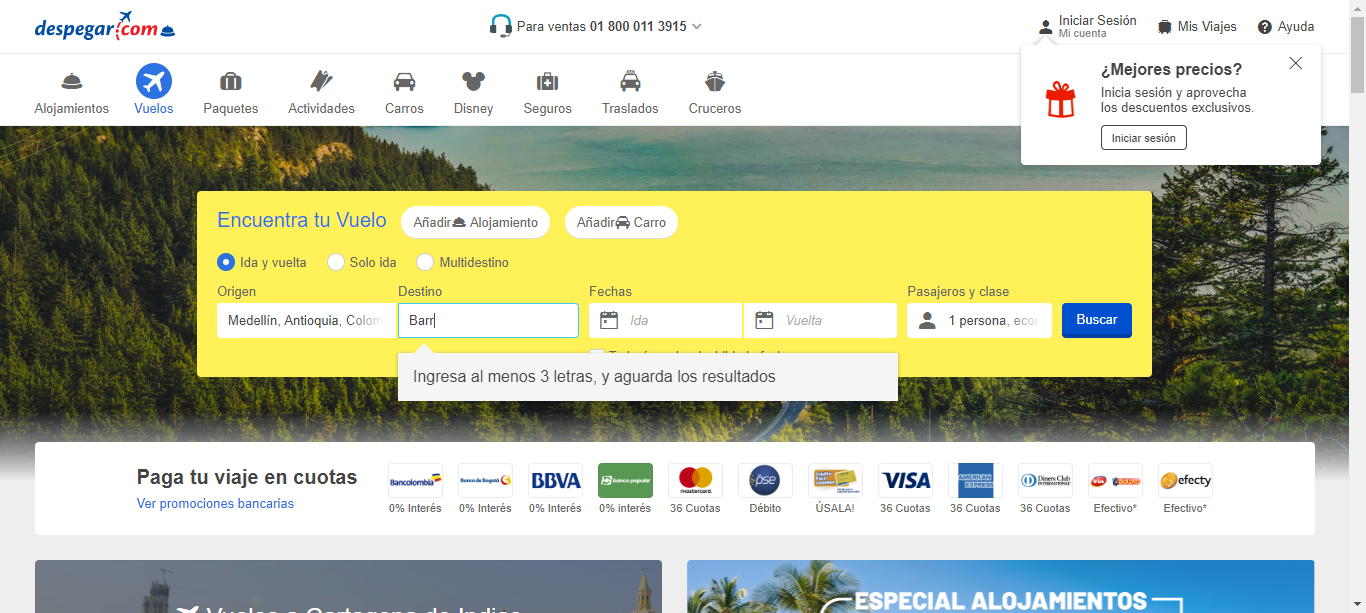 despegar.com
Para ventas 01 800 011 3915
Iniciar Sesión
Mi cuenta
Mis Viajes
Ayuda
¿Mejores precios?
Inicia sesión y aprovecha
los descuentos exclusivos.
Iniciar sesión
Alojamientos
Vuelos
Paquetes
Actividades
Carros
Disney
Seguros
Traslados
Cruceros
Encuentra tu Vuelo
Añadir Alojamiento
Añadir Carro
Ida y vuelta
Solo ida
Multidestino
Origen
Destino
Fechas
Pasajeros y clase
Medellín, Antioquia, Colom
Barr
Ida
Vuelta
1 persona, econ
Buscar
Ingresa al menos 3 letras, y aguarda los resultados
Paga tu viaje en cuotas
Ver promociones bancarias
Bancolombia
Banco de Bogotá
BBVA
banco popular
mastercard
pse
VISA
AMERICAN EXPRESS
Diners Club INTERNATIONAL
via baloto
efecty
0% Interés
0% Interés
0% Interés
0% interés
36 Cuotas
Débito
ÚSALA!
36 Cuotas
36 Cuotas
36 Cuotas
Efectivo*
Efectivo*
Vuelos a Cartagena de Indias
ESPECIAL ALOJAMIENTOS